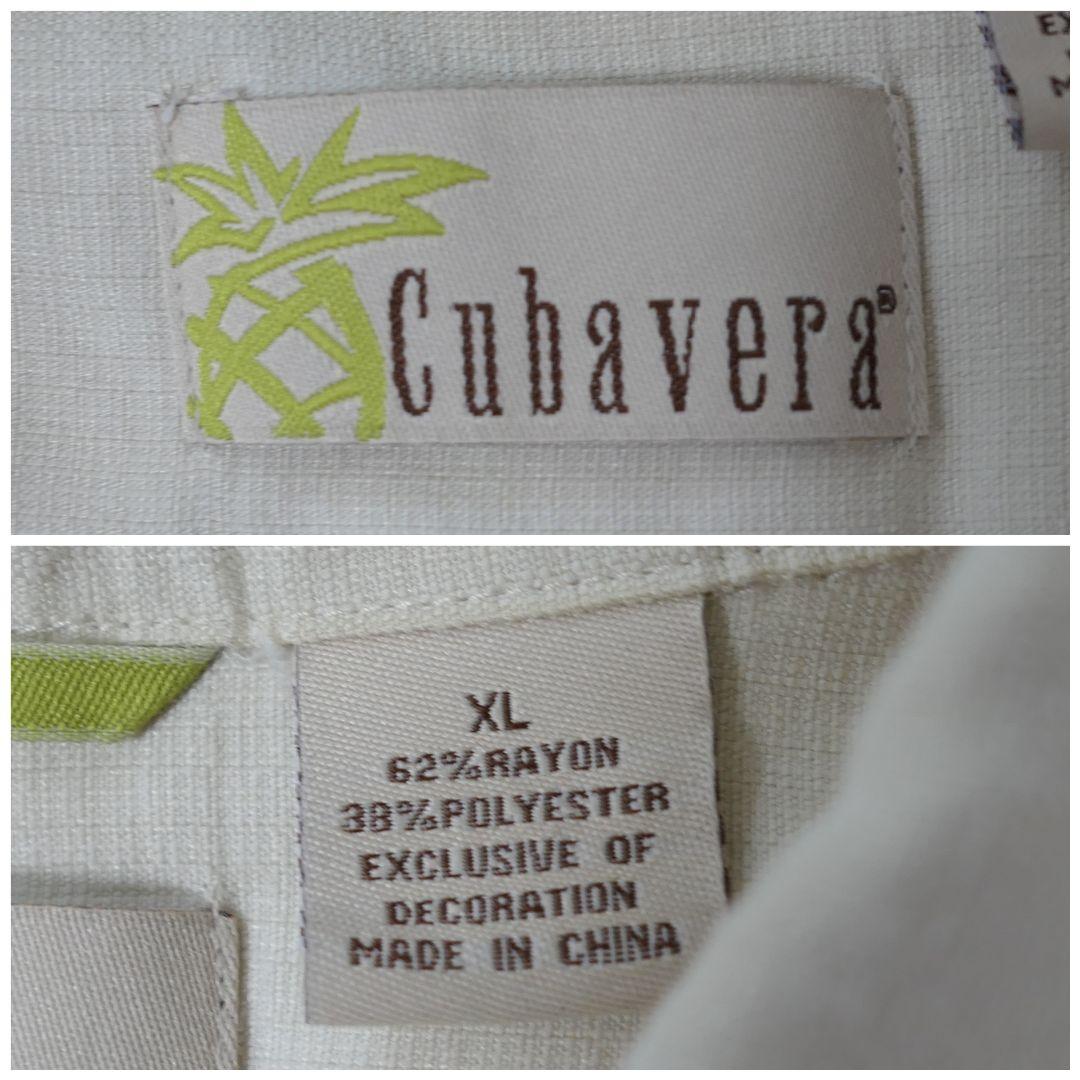 Cubavera®
XL
62%RAYON
38%POLYESTER
EXCLUSIVE OF
DECORATION
MADE IN CHINA